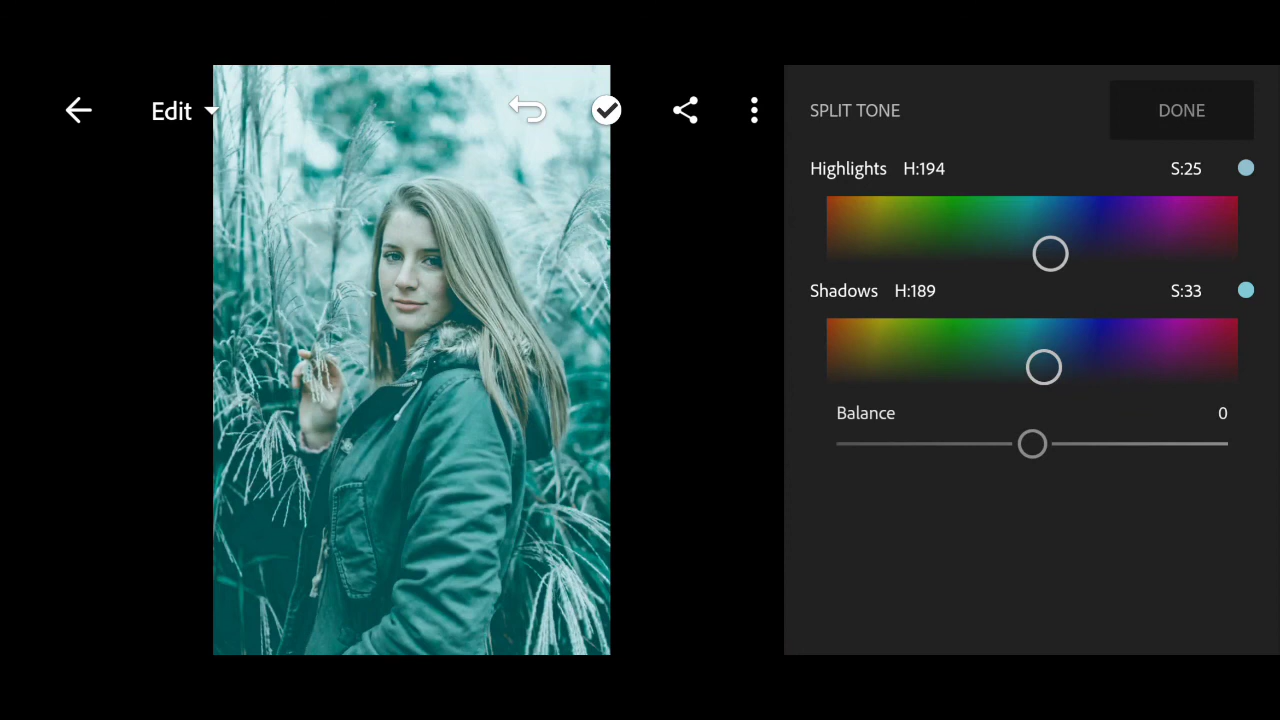 Edit
SPLIT TONE
DONE
Highlights H:194 S:25
Shadows H:189 S:33
Balance 0